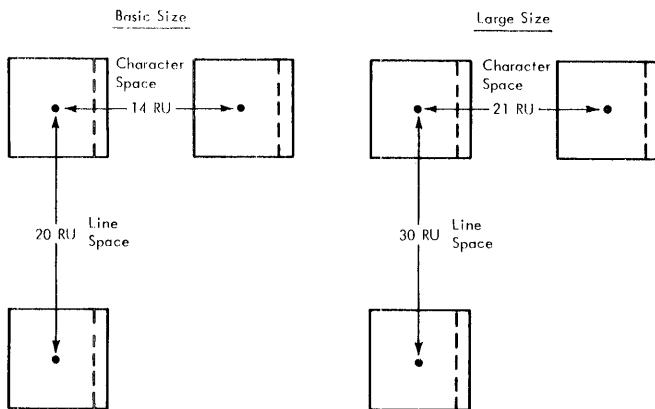 Basic Size
Large Size
Character
Space
14 RU
Character
Space
21 RU
20 RU
Line
Space
30 RU
Line
Space